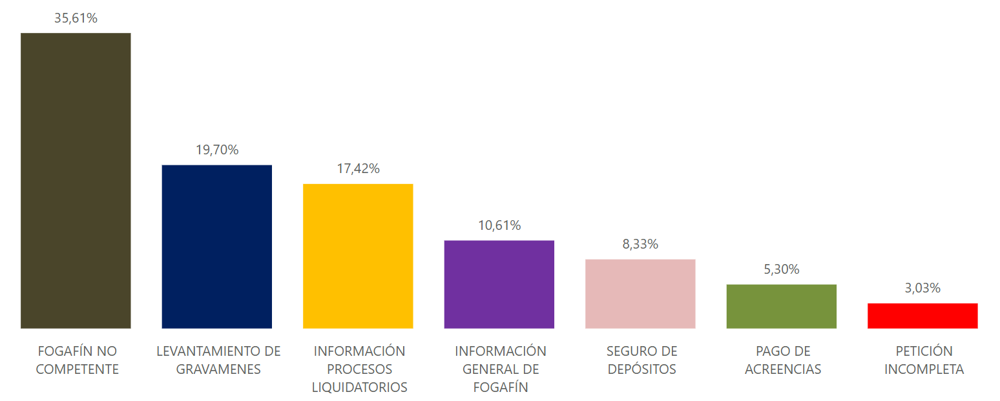 35,61%
19,70%
17,42%
10,61%
8,33%
5,30%
3,03%
FOGAFÍN NO
COMPETENTE
LEVANTAMIENTO DE
GRAVAMENES
INFORMACIÓN
PROCESOS
LIQUIDATORIOS
INFORMACIÓN
GENERAL DE
FOGAFÍN
SEGURO DE
DEPÓSITOS
PAGO DE
ACREENCIAS
PETICIÓN
INCOMPLETA